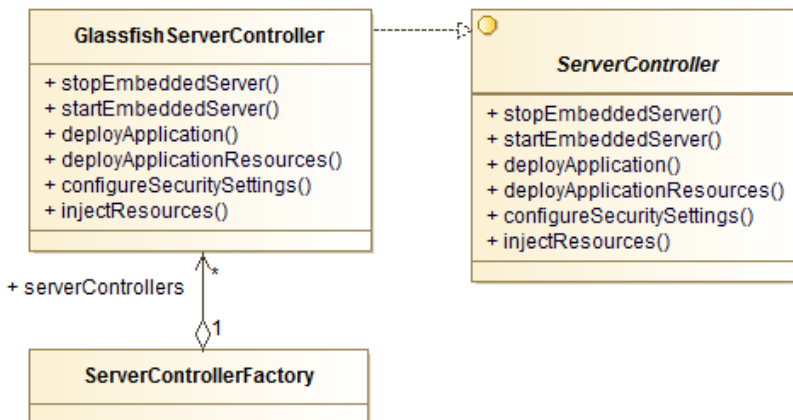 GlassfishServerController
+ stopEmbeddedServer()
+ startEmbeddedServer()
+ deployApplication()
+ deployApplicationResources()
+ configureSecuritySettings()
+ injectResources()
ServerController
+ stopEmbeddedServer()
+ startEmbeddedServer()
+ deployApplication()
+ deployApplicationResources()
+ configureSecuritySettings()
+ injectResources()
*
+ serverControllers
1
ServerControllerFactory